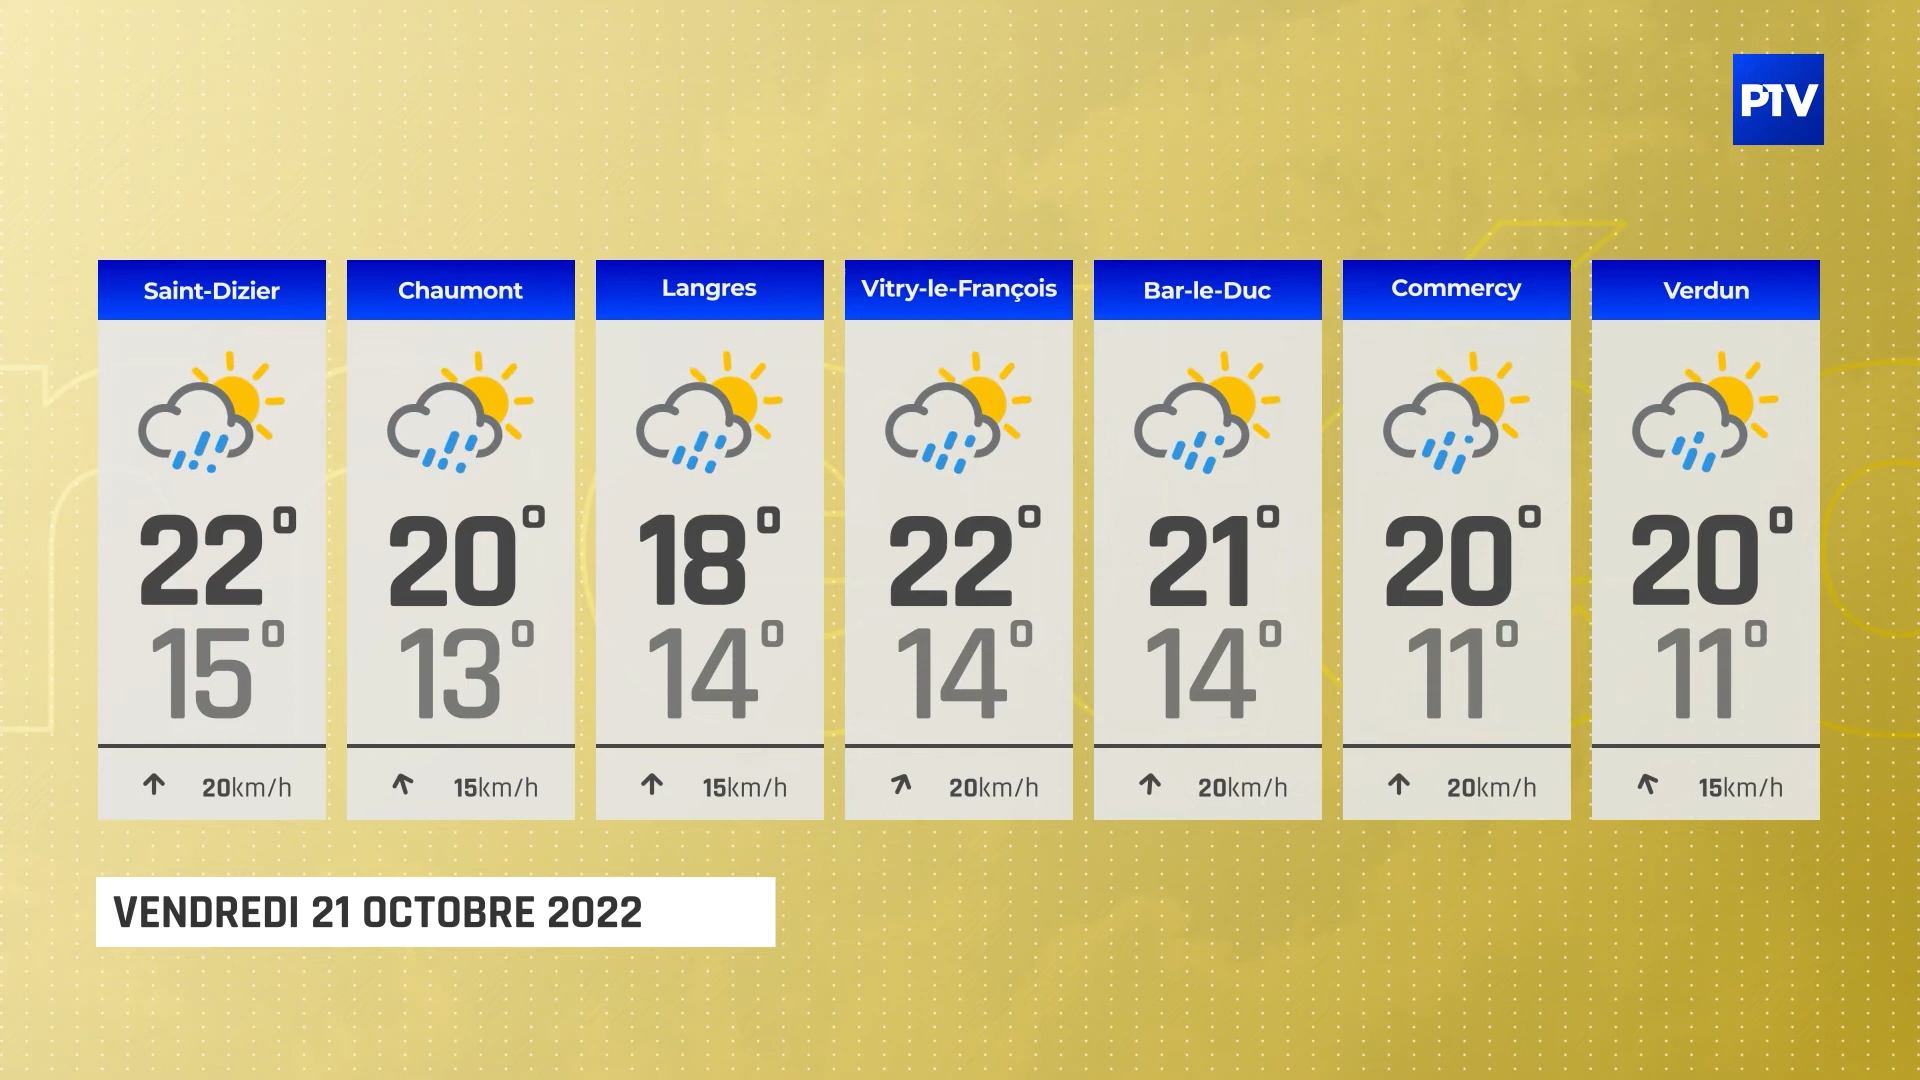 PTV
Saint-Dizier
22°
15°
20km/h
Chaumont
20°
13°
15km/h
Langres
18°
14°
15km/h
Vitry-le-François
22°
14°
20km/h
Bar-le-Duc
21°
14°
20km/h
Commercy
20°
11°
20km/h
Verdun
20°
11°
15km/h
VENDREDI 21 OCTOBRE 2022